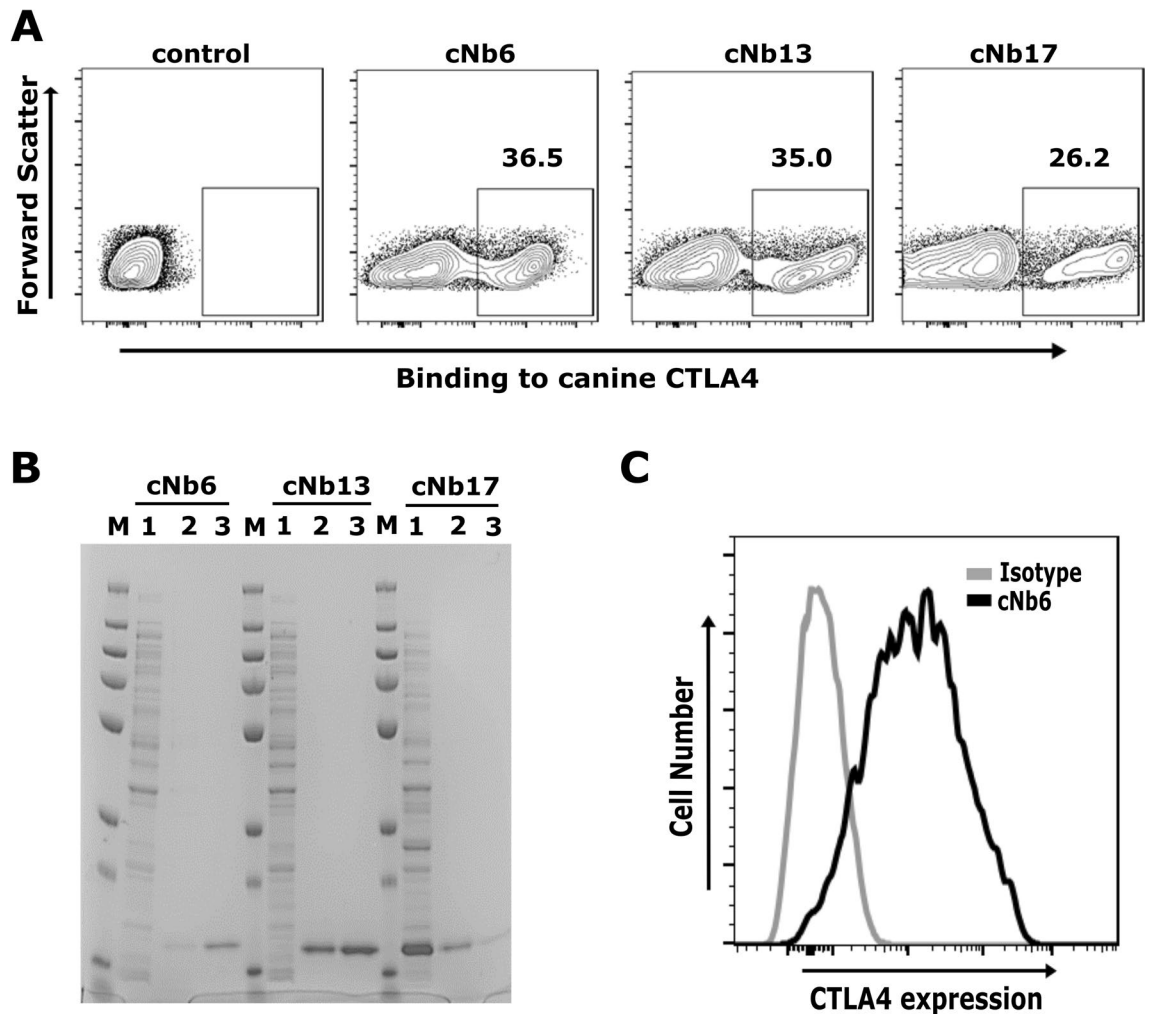 A
control cNb6 cNb13 cNb17
Forward Scatter
36.5 35.0 26.2
Binding to canine CTLA4
B
cNb6 cNb13 cNb17
M 1 2 3 M 1 2 3 M 1 2 3
C
Isotype
cNb6
Cell Number
CTLA4 expression